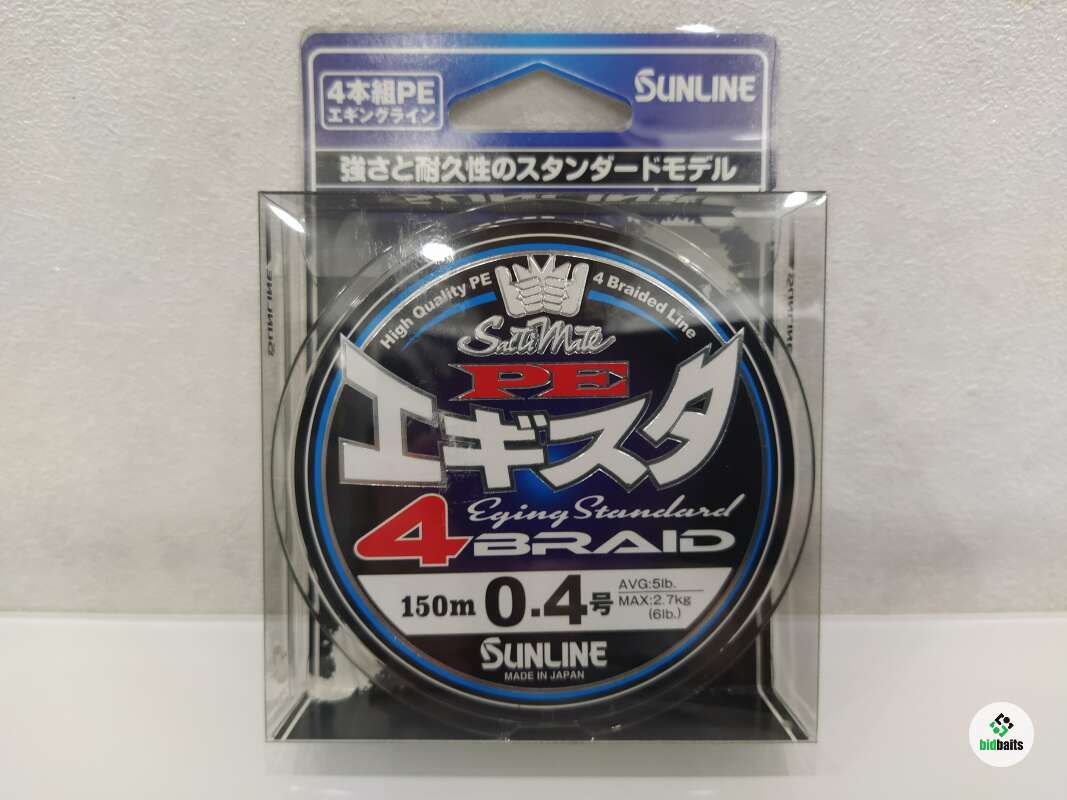 4本組PE
エギングライン
SUNLINE
強さと耐久性のスタンダードモデル
High Quality PE
4 Braided Line
Salti Mate
PE
エギスタ
Eging Standard
4BRAID
150m 0.4号
AVG:5lb.
MAX:2.7kg
(6lb.)
SUNLINE
MADE IN JAPAN
bidbaits